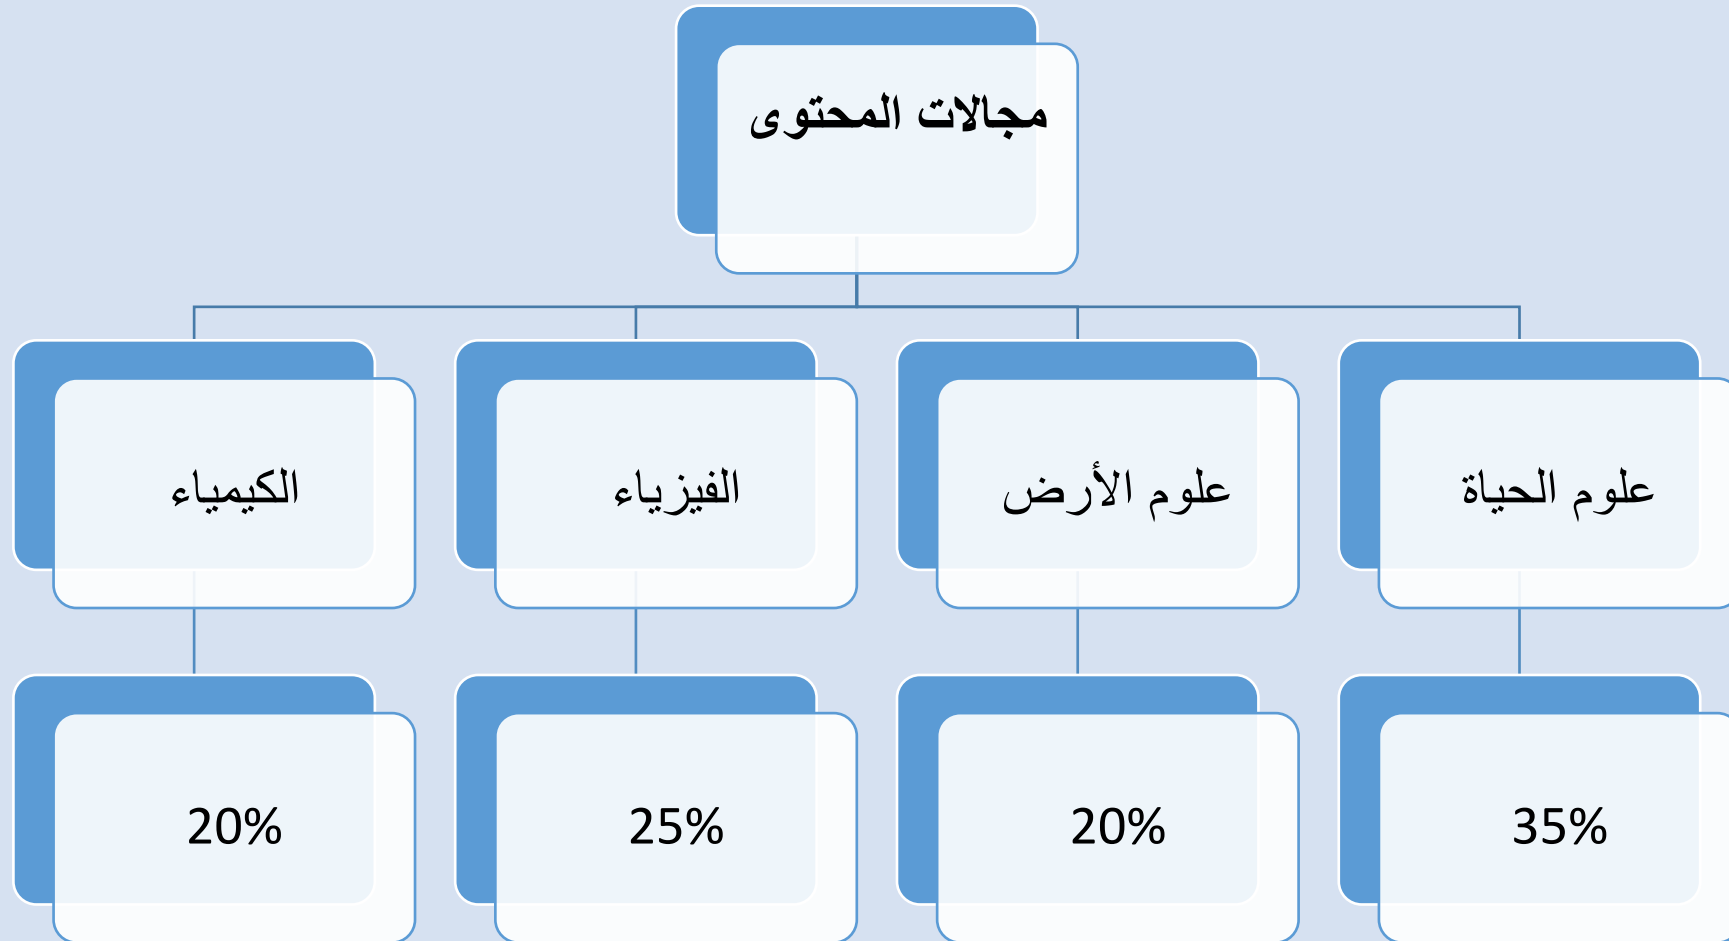 مجالات المحتوى
علوم الحياة
علوم الأرض
الفيزياء
الكيمياء
35%
20%
25%
20%